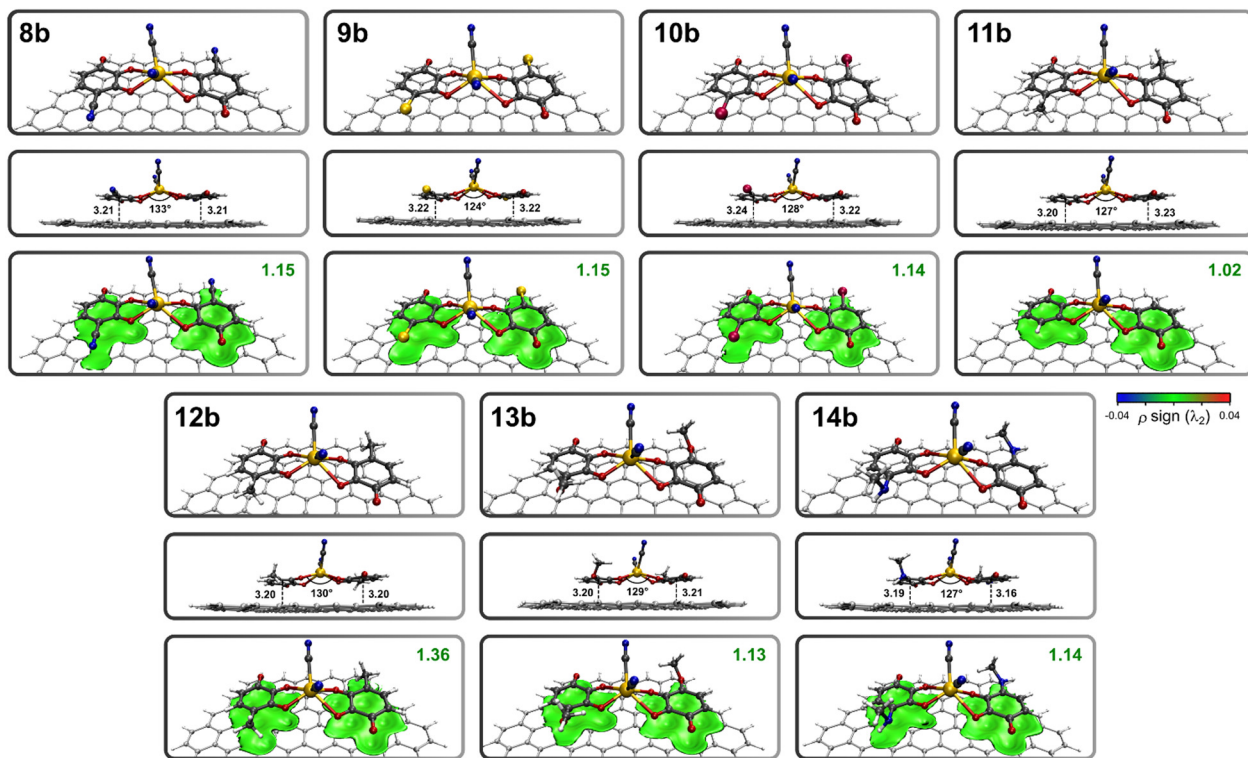 8b
9b
10b
11b
3.21 133° 3.21
3.22 124° 3.22
3.24 128° 3.22
3.20 127° 3.23
1.15
1.15
1.14
1.02
12b
13b
14b
-0.04 ρ sign (λ₂) 0.04
3.20 130° 3.20
3.20 129° 3.21
3.19 127° 3.16
1.36
1.13
1.14